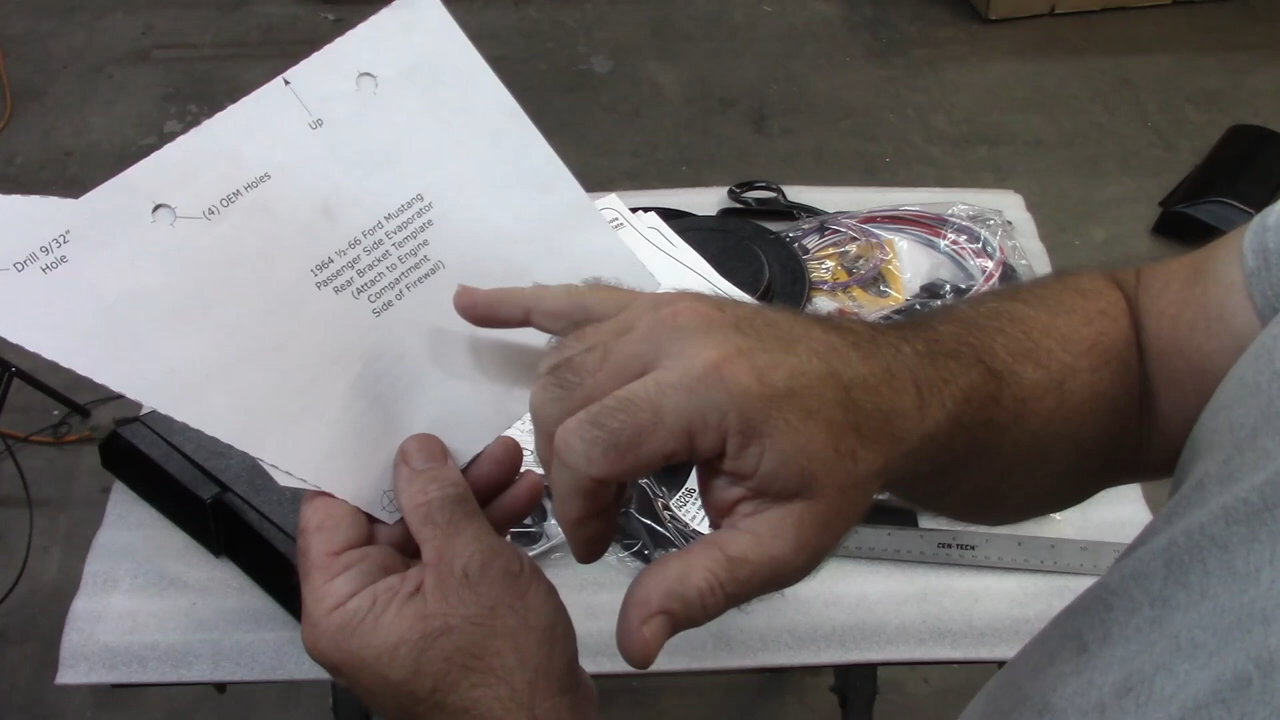 Up
(4) OEM Holes
Drill 9/32"
Hole
1964 ½-66 Ford Mustang
Passenger Side Evaporator
Rear Bracket Template
(Attach to Engine
Compartment
Side of Firewall)
CEN-TECH